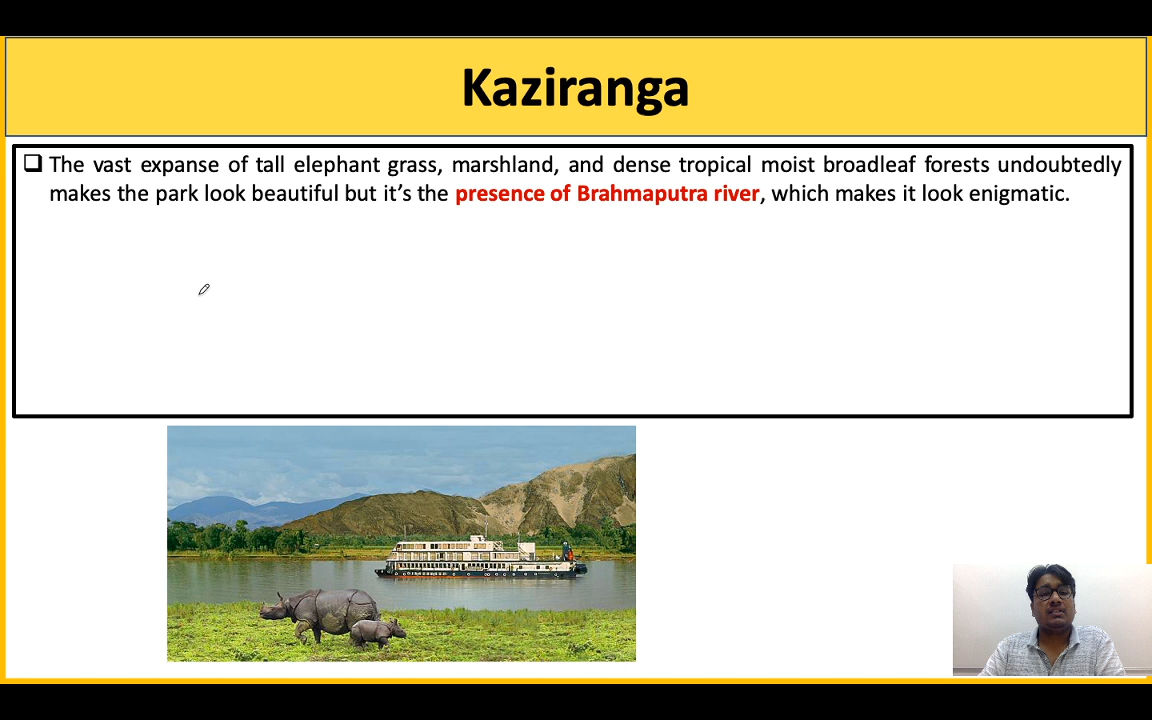 Kaziranga
❑ The vast expanse of tall elephant grass, marshland, and dense tropical moist broadleaf forests undoubtedly
makes the park look beautiful but it’s the presence of Brahmaputra river, which makes it look enigmatic.